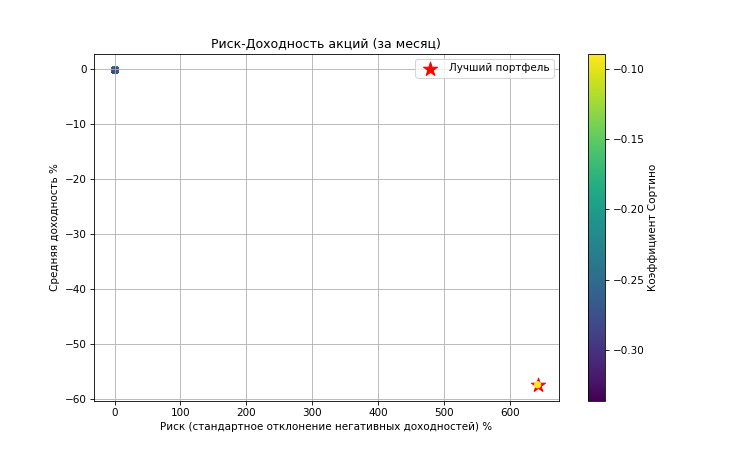 Риск-Доходность акций (за месяц)
Лучший портфель
0
−10
−20
−30
−40
−50
−60
Средняя доходность %
0 100 200 300 400 500 600
Риск (стандартное отклонение негативных доходностей) %
−0.10
−0.15
−0.20
−0.25
−0.30
Коэффициент Сортино